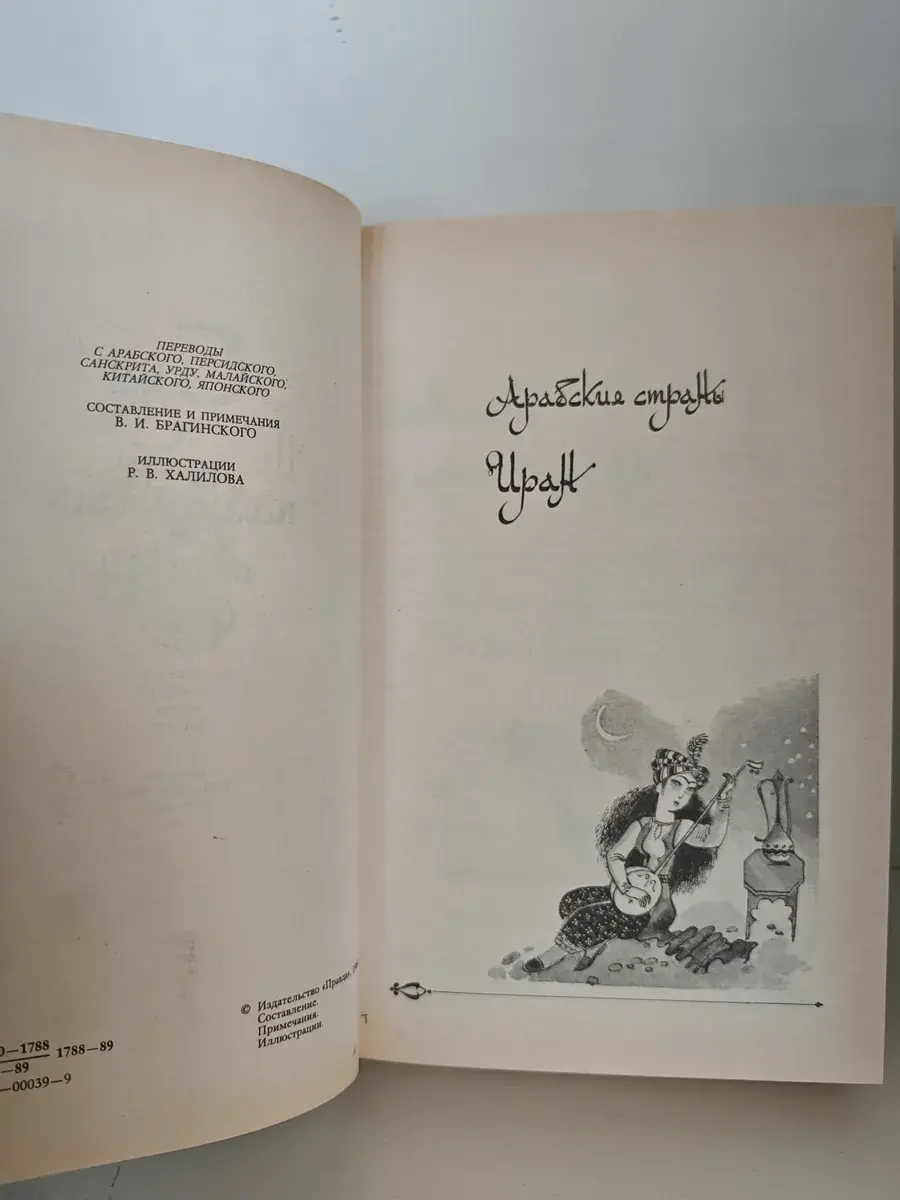 ПЕРЕВОДЫ
С АРАБСКОГО, ПЕРСИДСКОГО,
САНСКРИТА, УРДУ, МАЛАЙСКОГО,
КИТАЙСКОГО, ЯПОНСКОГО
СОСТАВЛЕНИЕ И ПРИМЕЧАНИЯ
В. И. БРАГИНСКОГО
ИЛЛЮСТРАЦИИ
Р. В. ХАЛИЛОВА
© Издательство «Правда»,
Составление.
Примечания.
Иллюстрации.
0—1788
—89
1788—89
—00039—9
Арабские страны
Иран